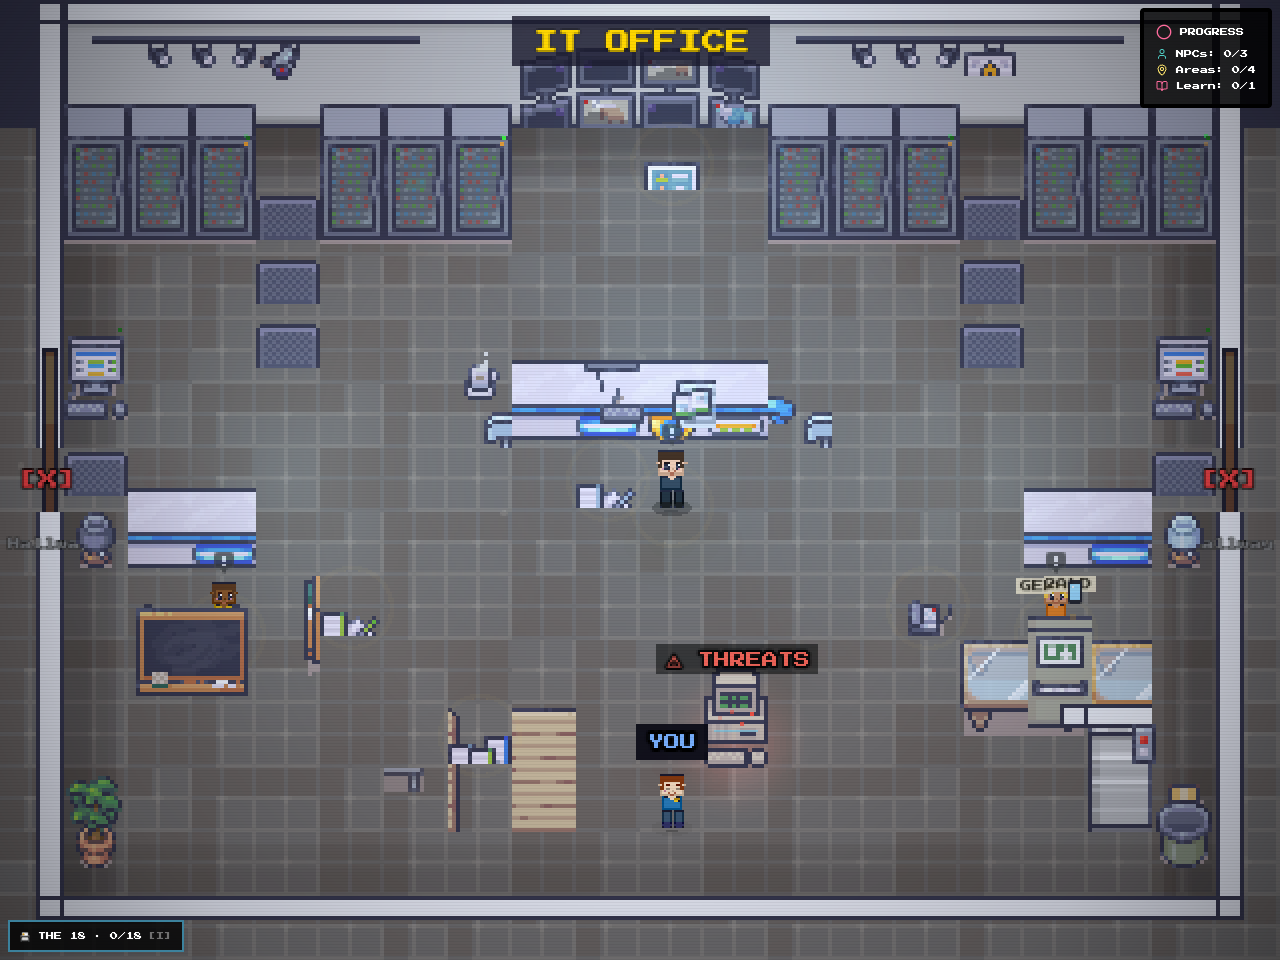 IT OFFICE
PROGRESS
NPCs: 0/3
Areas: 0/4
Learn: 0/1
[X]
[X]
GERALD
THREATS
YOU
THE 18 · 0/18 [I]